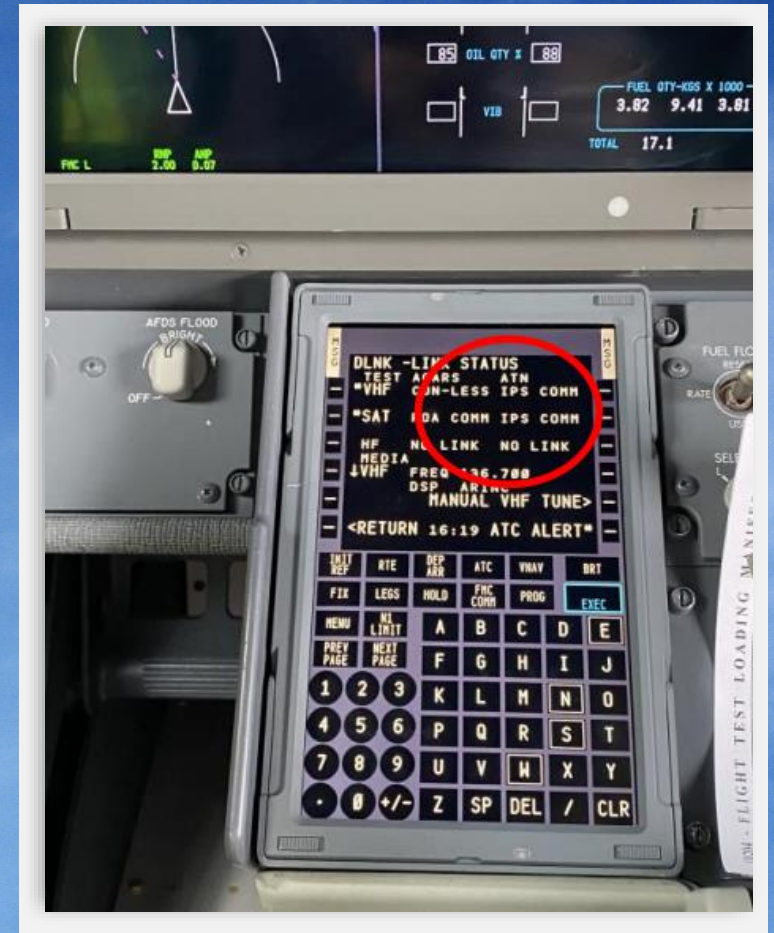 85 OIL QTY % 88
VIB
FUEL QTY-KGS X 1000
3.82 9.41 3.81
TOTAL 17.1
FMC L
RNP ANP
2.00 0.07
AFDS FLOOD
BRIGHT
OFF
MSG
MSG
DLNK -LINK STATUS
TEST ACARS ATN
*VHF CON-LESS IPS COMM
*SAT POA COMM IPS COMM
HF NO LINK NO LINK
MEDIA
↓VHF FREQ 136.700
DSP ARINC
MANUAL VHF TUNE>
<RETURN 16:19 ATC ALERT*
INIT REF RTE DEP ARR ATC VNAV BRT
FIX LEGS HOLD FMC COMM PROG EXEC
MENU N1 LIMIT A B C D E
PREV PAGE NEXT PAGE F G H I J
1 2 3 K L M N O
4 5 6 P Q R S T
7 8 9 U V W X Y
. 0 +/- Z SP DEL / CLR
RATE
FLIGHT TEST LOADING